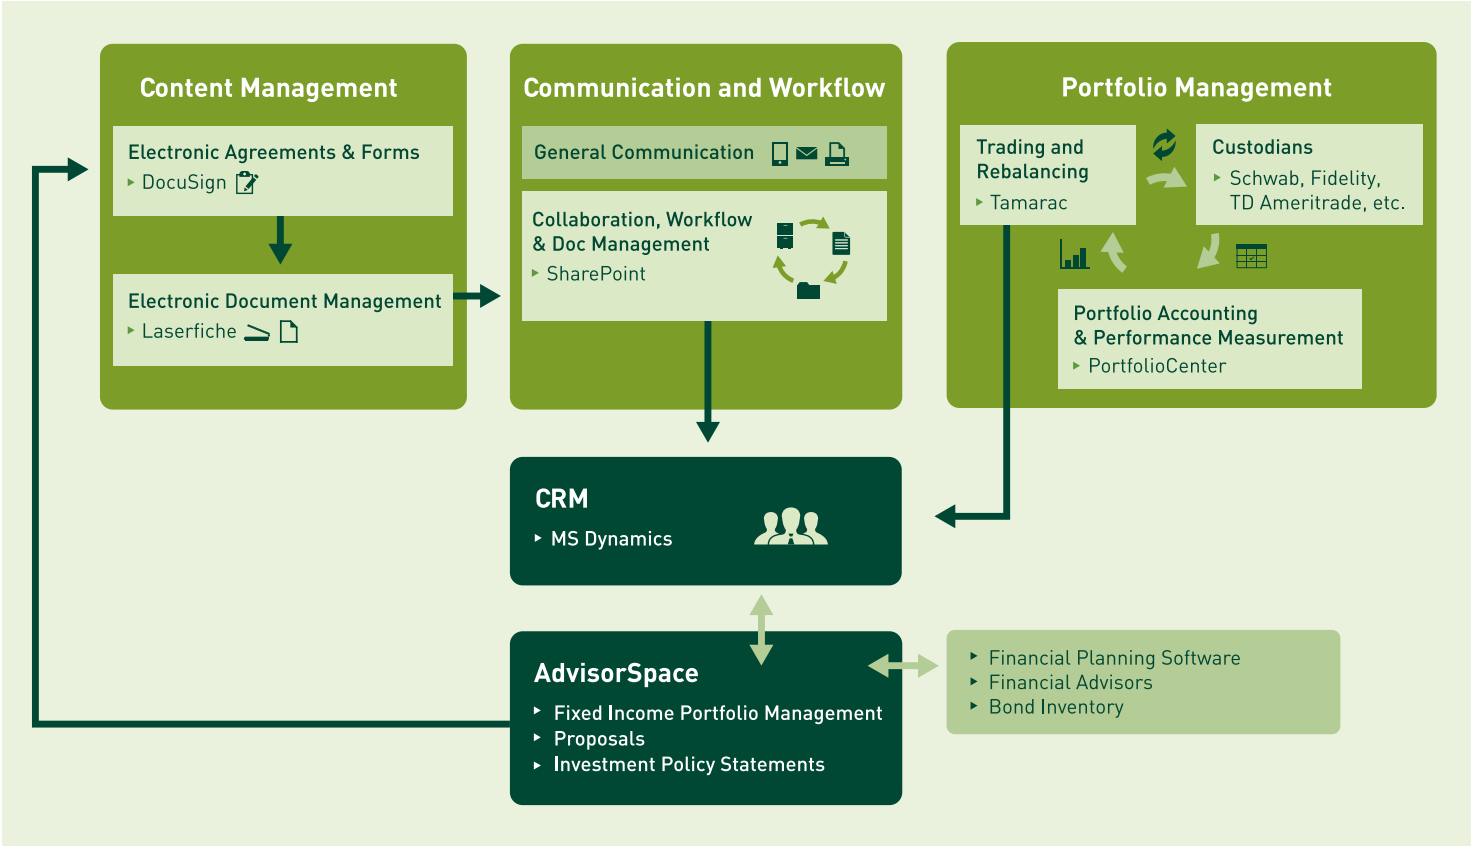 Content Management
Electronic Agreements & Forms
DocuSign
Electronic Document Management
Laserfiche
Communication and Workflow
General Communication
Collaboration, Workflow
& Doc Management
SharePoint
Portfolio Management
Trading and
Rebalancing
Tamarac
Custodians
Schwab, Fidelity,
TD Ameritrade, etc.
Portfolio Accounting
& Performance Measurement
PortfolioCenter
CRM
MS Dynamics
AdvisorSpace
Fixed Income Portfolio Management
Proposals
Investment Policy Statements
Financial Planning Software
Financial Advisors
Bond Inventory